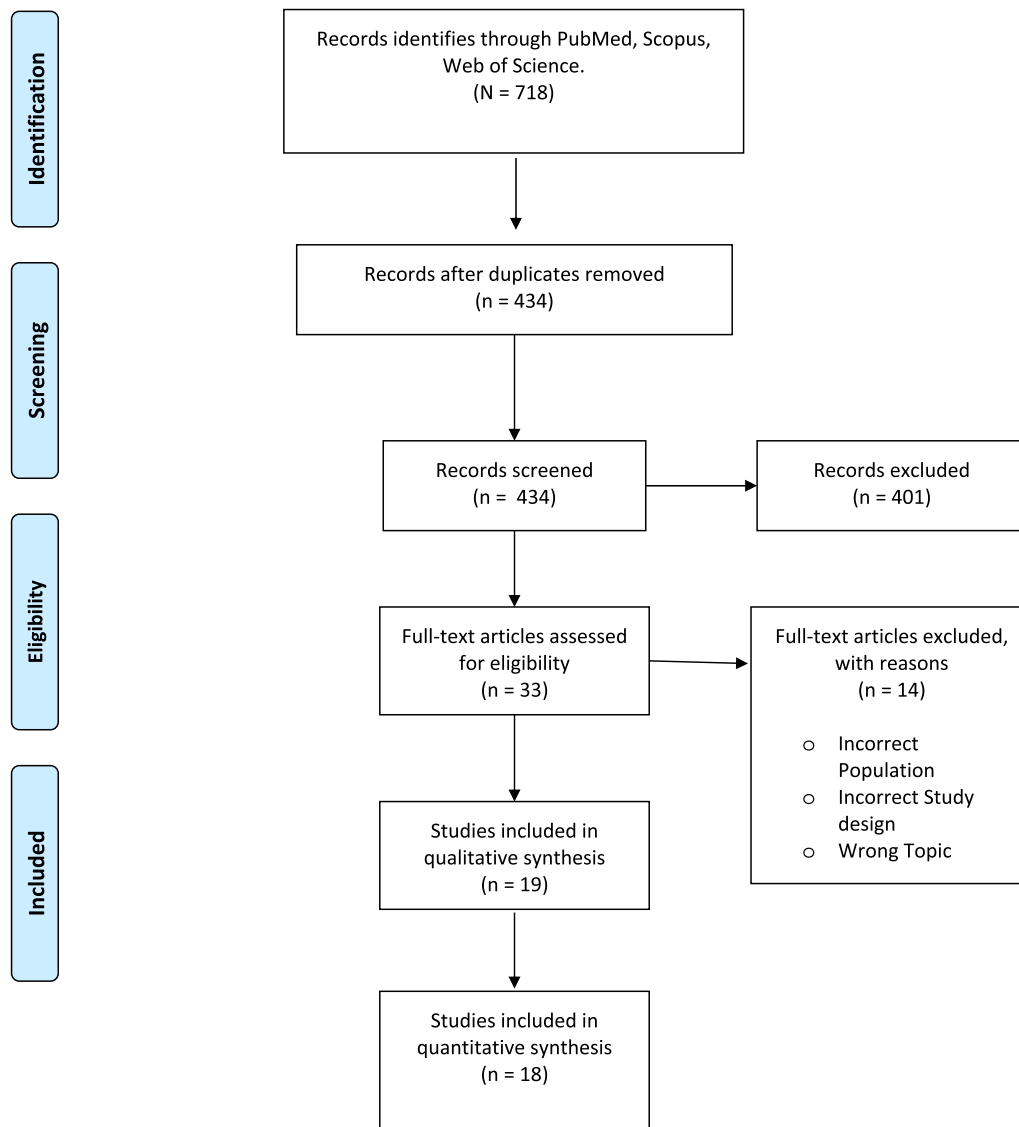 Identification
Records identifies through PubMed, Scopus,
Web of Science.
(N = 718)
Records after duplicates removed
(n = 434)
Screening
Records screened
(n = 434)
Records excluded
(n = 401)
Eligibility
Full-text articles assessed
for eligibility
(n = 33)
Full-text articles excluded,
with reasons
(n = 14)
o Incorrect
Population
o Incorrect Study
design
o Wrong Topic
Included
Studies included in
qualitative synthesis
(n = 19)
Studies included in
quantitative synthesis
(n = 18)